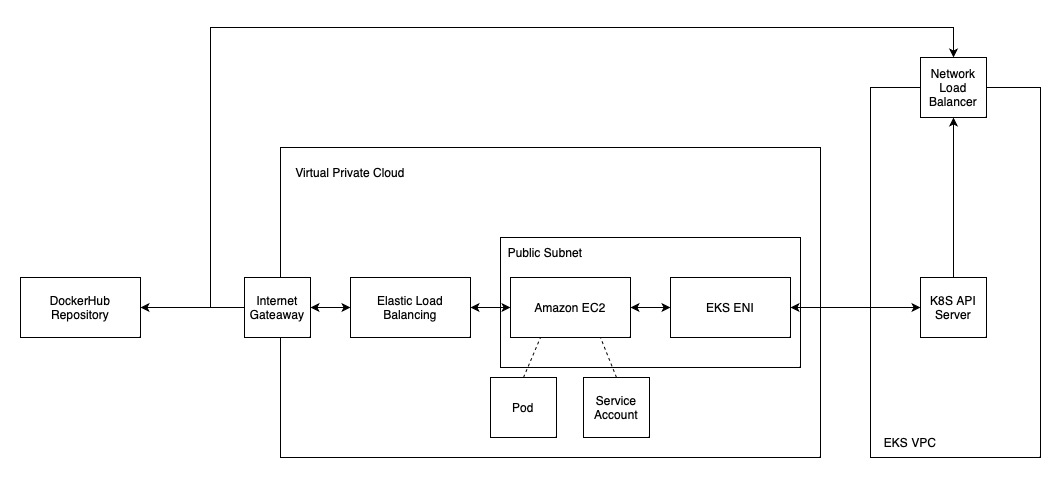 Network
Load
Balancer
Virtual Private Cloud
Public Subnet
DockerHub
Repository
Internet
Gateaway
Elastic Load
Balancing
Amazon EC2
EKS ENI
K8S API
Server
Pod
Service
Account
EKS VPC